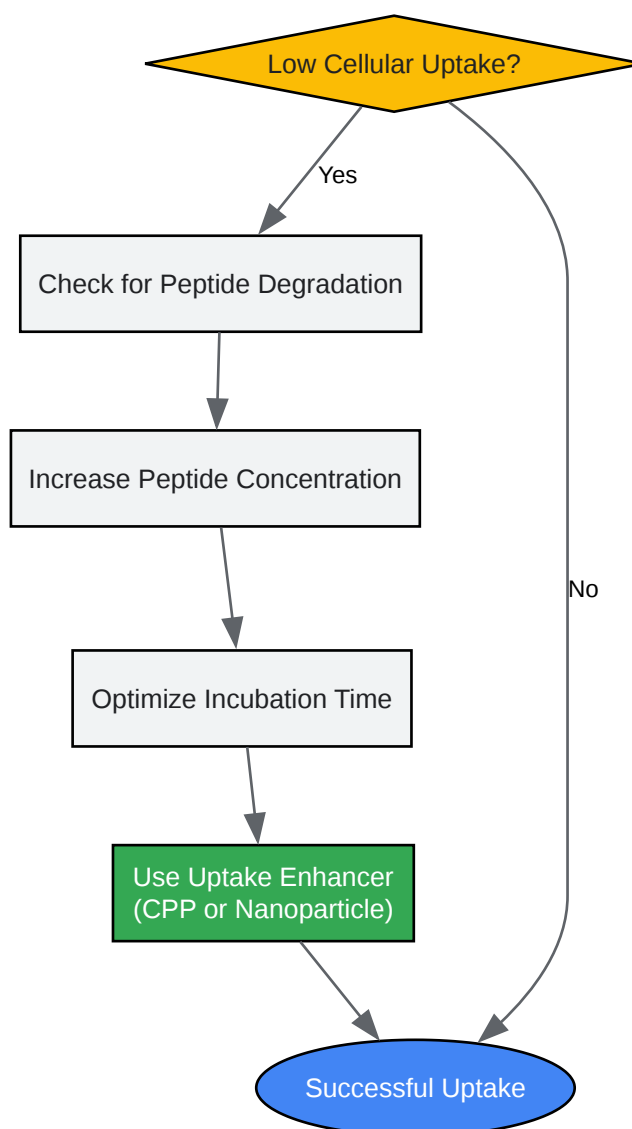 Low Cellular Uptake?
Yes
Check for Peptide Degradation
Increase Peptide Concentration
No
Optimize Incubation Time
Use Uptake Enhancer
(CPP or Nanoparticle)
Successful Uptake